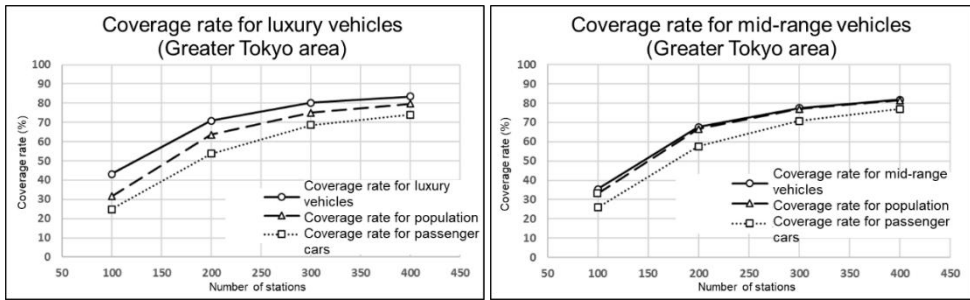 Coverage rate for luxury vehicles
(Greater Tokyo area)
Coverage rate (%)
100
90
80
70
60
50
40
30
20
10
0
Coverage rate for luxury
vehicles
Coverage rate for population
Coverage rate for passenger
cars
50 100 150 200 250 300 350 400 450
Number of stations
Coverage rate for mid-range vehicles
(Greater Tokyo area)
Coverage rate (%)
100
90
80
70
60
50
40
30
20
10
0
Coverage rate for mid-range
vehicles
Coverage rate for population
Coverage rate for passenger
cars
50 100 150 200 250 300 350 400 450
Number of stations